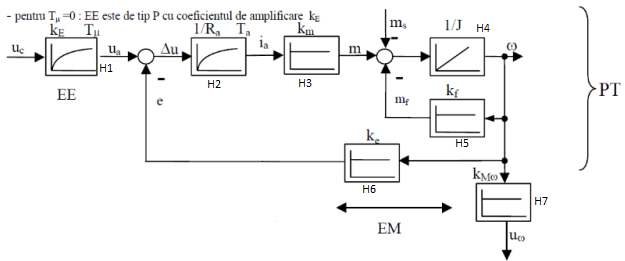 - pentru Tμ=0 : EE este de tip P cu coeficientul de amplificare kE
kE Tμ
1/Ra Ta
km
ms
1/J H4
uc
ua
Δu
ia
m
ω
H1
H2
H3
EE
e
mf
kf
H5
PT
ke
H6
kMω
H7
EM
uω